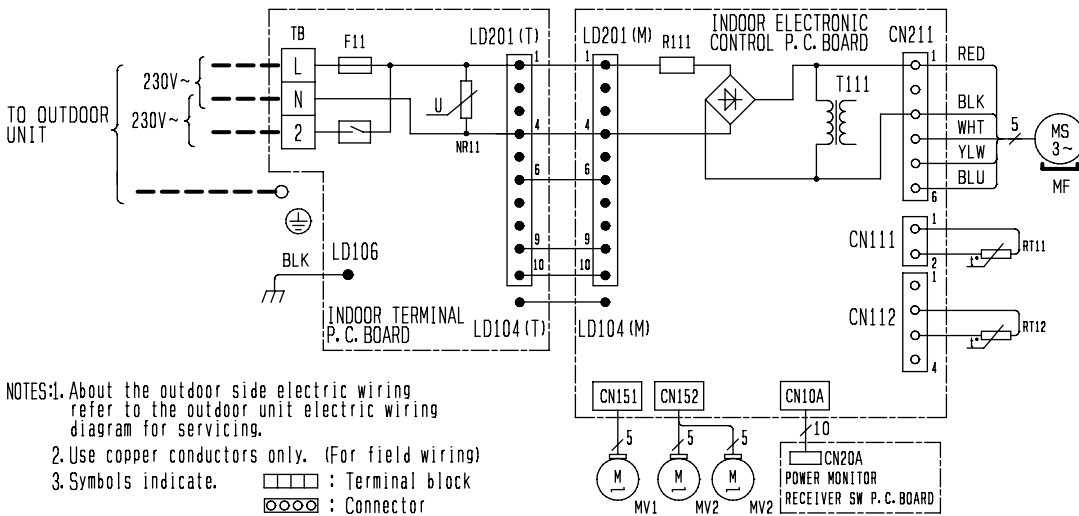 TB
F11
LD201(T)
LD201(M)
R111
INDOOR ELECTRONIC
CONTROL P.C.BOARD
CN211
L
1
1
1
RED
230V~
T111
N
U
BLK
TO OUTDOOR
UNIT
230V~
2
4
4
WHT
5
MS
3~
NR11
YLW
6
6
BLU
6
MF
CN111
1
RT11
t°
2
BLK
LD106
9
9
10
10
1
CN112
RT12
t°
4
INDOOR TERMINAL
P.C.BOARD
LD104(T)
LD104(M)
NOTES:1. About the outdoor side electric wiring
refer to the outdoor unit electric wiring
diagram for servicing.
2. Use copper conductors only. (For field wiring)
3. Symbols indicate.
: Terminal block
: Connector
CN151
CN152
CN10A
5
5
5
10
M
M
M
MV1
MV2
MV2
CN20A
POWER MONITOR
RECEIVER SW P.C.BOARD